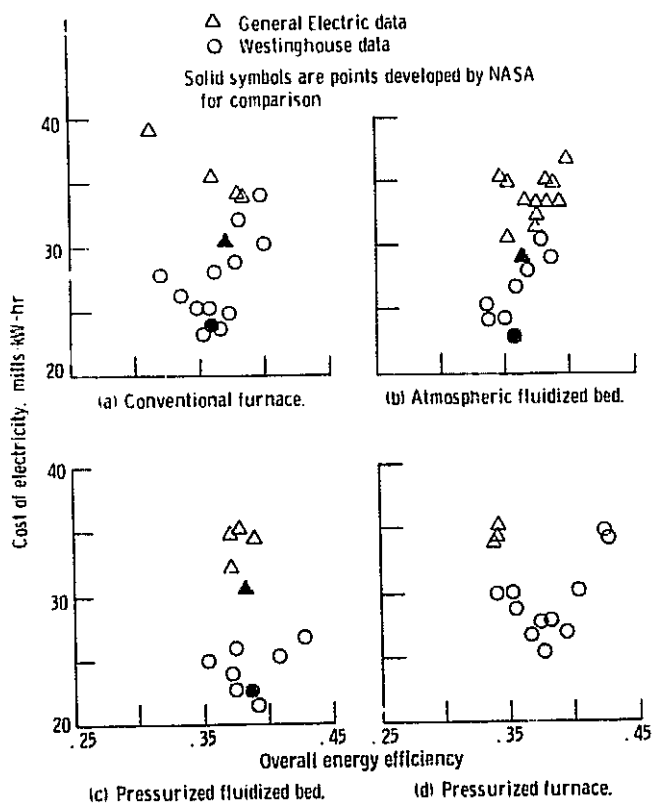 General Electric data
Westinghouse data
Solid symbols are points developed by NASA
for comparison
40
30
20
(a) Conventional furnace.
(b) Atmospheric fluidized bed.
Cost of electricity, mills/kW-hr
40
30
20
.25 .35 .45
.25 .35 .45
Overall energy efficiency
(c) Pressurized fluidized bed.
(d) Pressurized furnace.